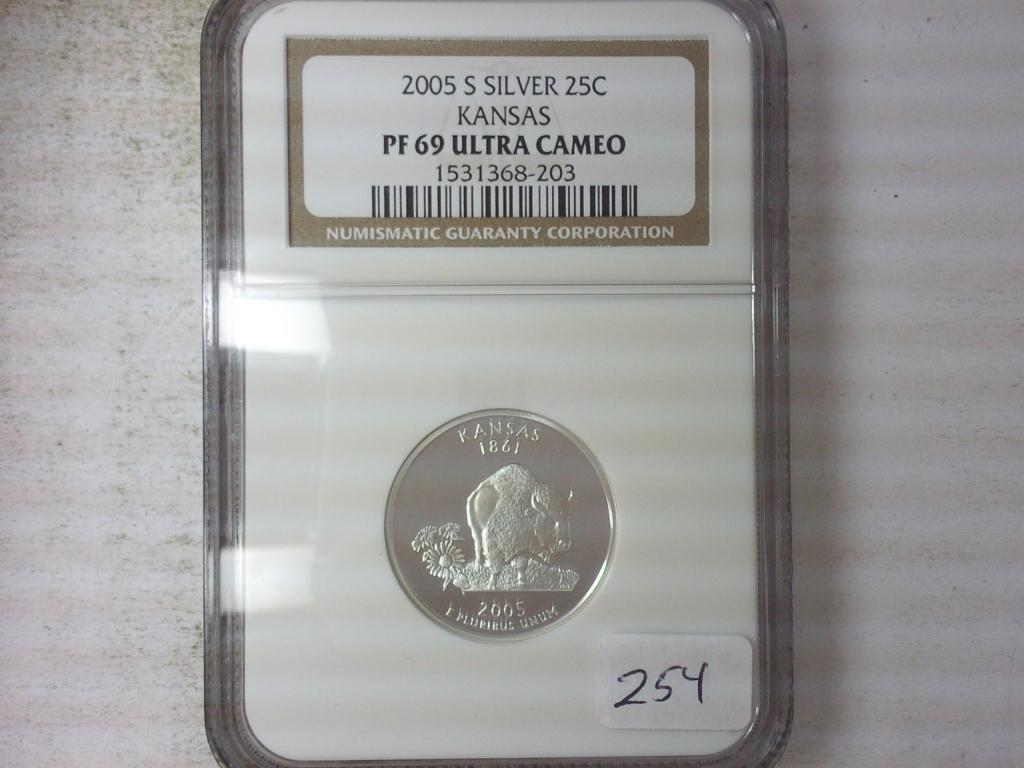 2005 S SILVER 25C
KANSAS
PF 69 ULTRA CAMEO
1531368-203
NUMISMATIC GUARANTY CORPORATION
KANSAS
1861
2005
E PLURIBUS UNUM
254